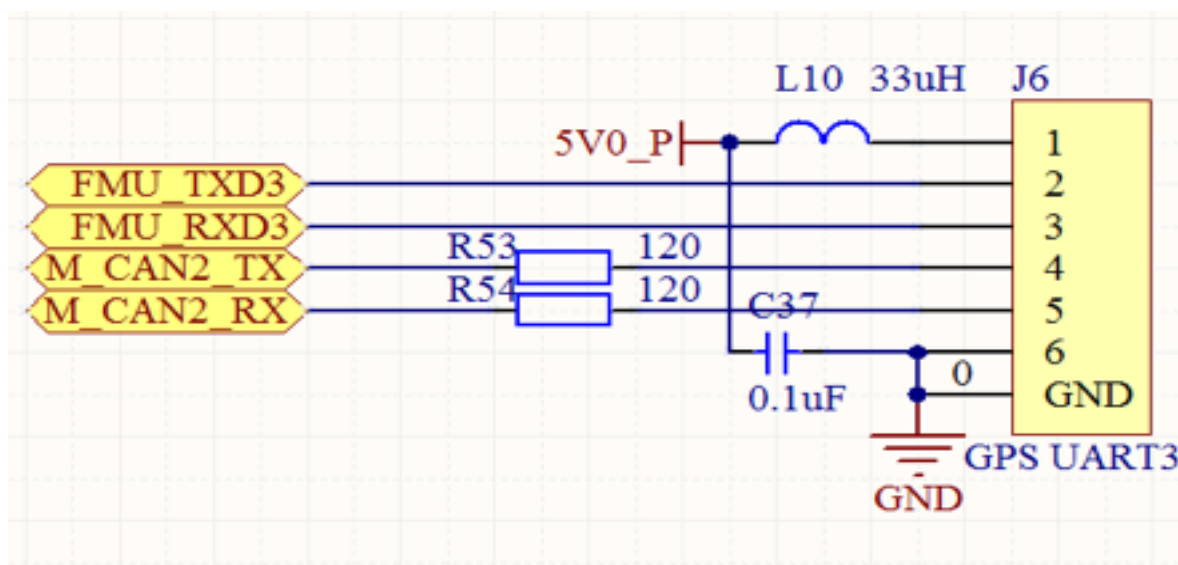 L10 33uH J6
5V0_P 1
FMU_TXD3 2
FMU_RXD3 3
R53 120
M_CAN2_TX 4
R54 120
M_CAN2_RX 5
C37
6
0
0.1uF GND
GPS UART3
GND